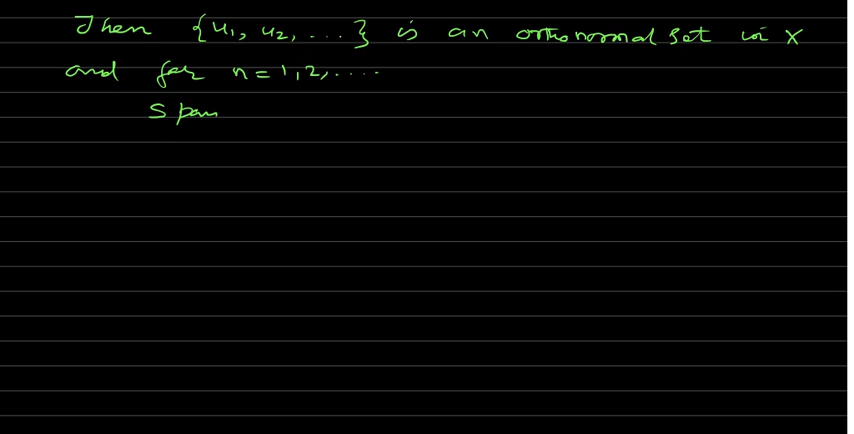 Then {u₁, u₂, ....} is an orthonormal set in X
and for n = 1, 2, ....
Span